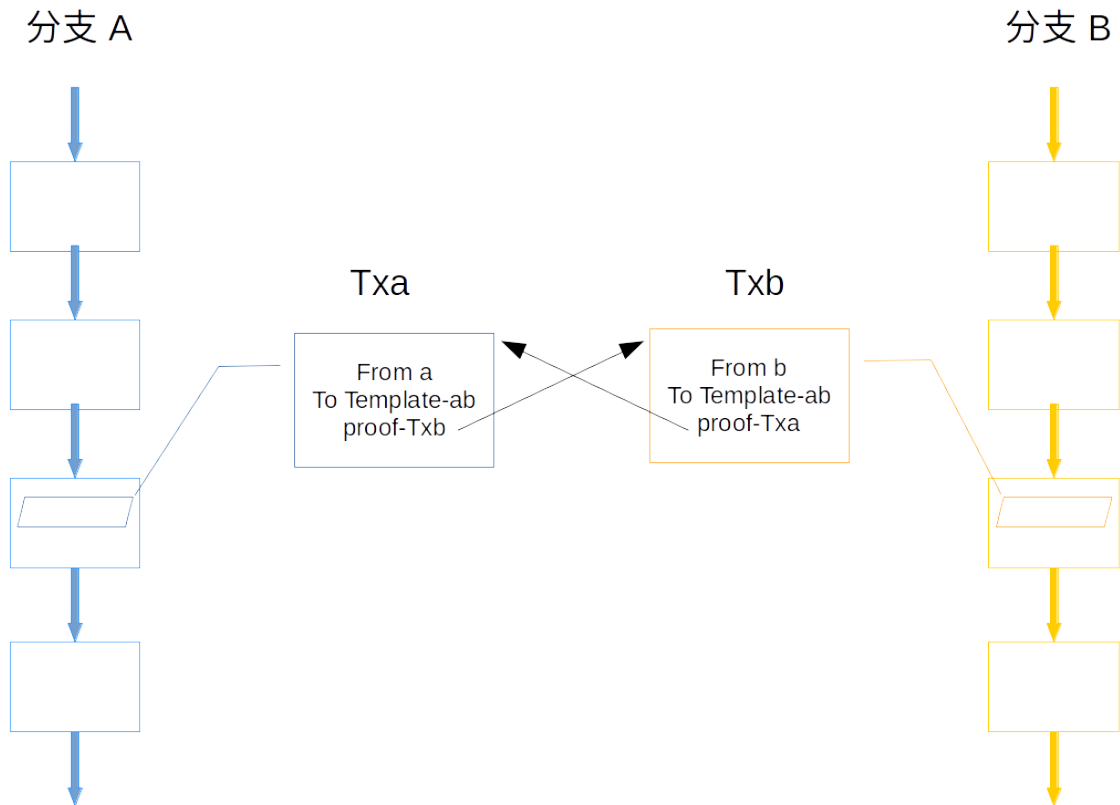 分支 A
分支 B
Txa
Txb
From a
To Template-ab
proof-Txb
From b
To Template-ab
proof-Txa